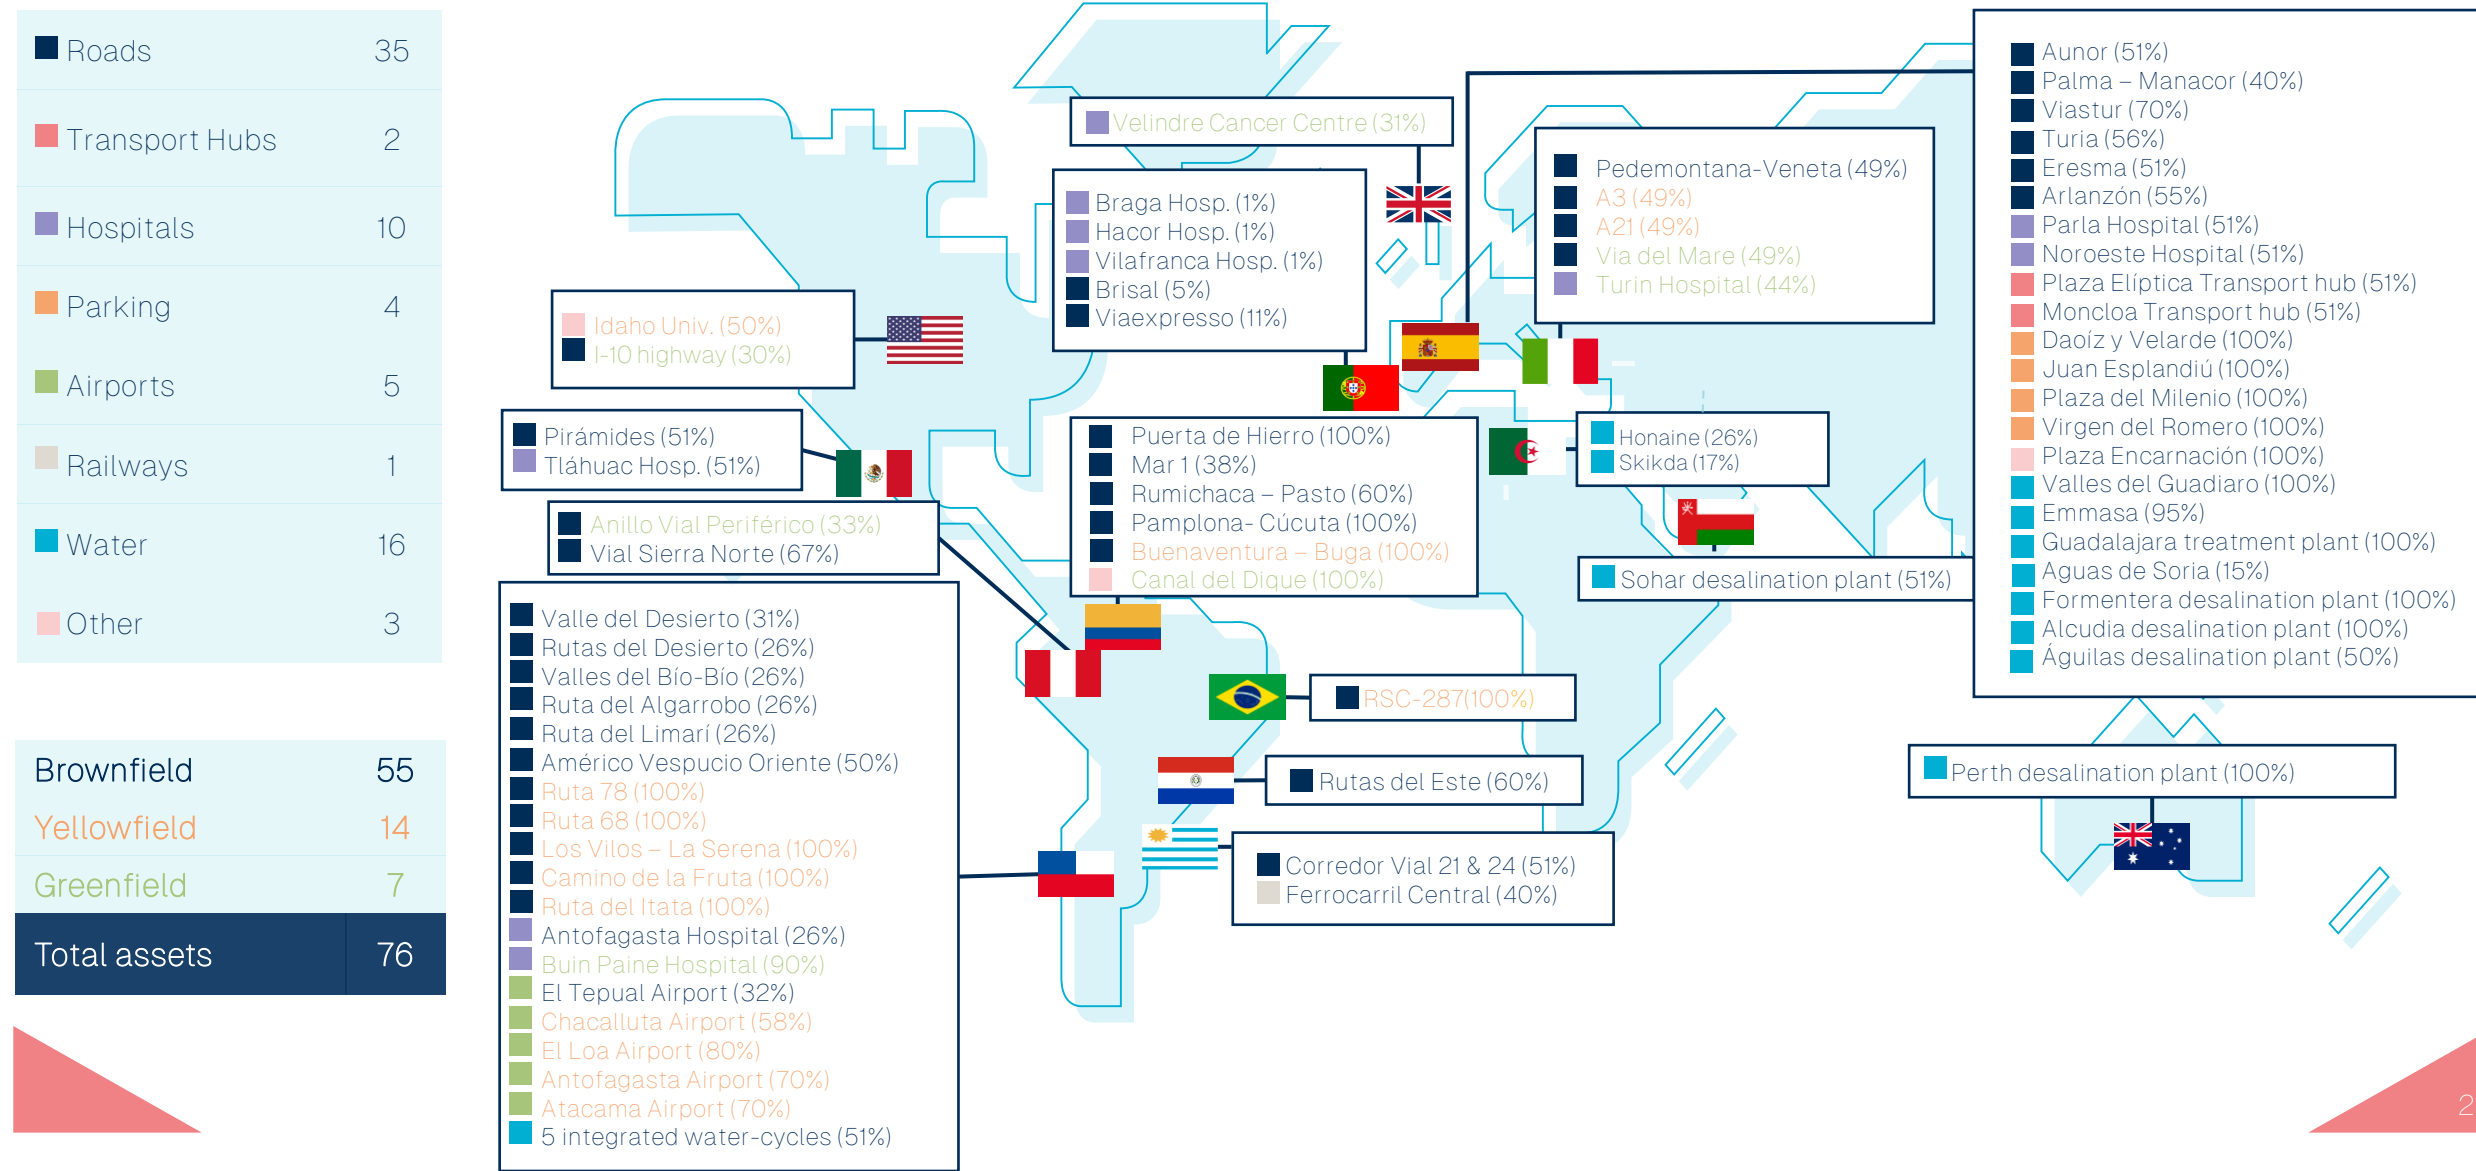 Roads 35
Transport Hubs 2
Hospitals 10
Parking 4
Airports 5
Railways 1
Water 16
Other 3
Brownfield 55
Yellowfield 14
Greenfield 7
Total assets 76
Velindre Cancer Centre (31%)
Braga Hosp. (1%)
Hacor Hosp. (1%)
Vilafranca Hosp. (1%)
Brisal (5%)
Viaexpresso (11%)
Idaho Univ. (50%)
I-10 highway (30%)
Pirámides (51%)
Tláhuac Hosp. (51%)
Anillo Vial Periférico (33%)
Vial Sierra Norte (67%)
Valle del Desierto (31%)
Rutas del Desierto (26%)
Valles del Bío-Bío (26%)
Ruta del Algarrobo (26%)
Ruta del Limarí (26%)
Américo Vespucio Oriente (50%)
Ruta 78 (100%)
Ruta 68 (100%)
Los Vilos – La Serena (100%)
Camino de la Fruta (100%)
Ruta del Itata (100%)
Antofagasta Hospital (26%)
Buin Paine Hospital (90%)
El Tepual Airport (32%)
Chacalluta Airport (58%)
El Loa Airport (80%)
Antofagasta Airport (70%)
Atacama Airport (70%)
5 integrated water-cycles (51%)
Puerta de Hierro (100%)
Mar 1 (38%)
Rumichaca – Pasto (60%)
Pamplona- Cúcuta (100%)
Buenaventura – Buga (100%)
Canal del Dique (100%)
RSC-287(100%)
Rutas del Este (60%)
Corredor Vial 21 & 24 (51%)
Ferrocarril Central (40%)
Pedemontana-Veneta (49%)
A3 (49%)
A21 (49%)
Via del Mare (49%)
Turin Hospital (44%)
Honaine (26%)
Skikda (17%)
Sohar desalination plant (51%)
Aunor (51%)
Palma – Manacor (40%)
Viastur (70%)
Turia (56%)
Eresma (51%)
Arlanzón (55%)
Parla Hospital (51%)
Noroeste Hospital (51%)
Plaza Elíptica Transport hub (51%)
Moncloa Transport hub (51%)
Daoíz y Velarde (100%)
Juan Esplandiú (100%)
Plaza del Milenio (100%)
Virgen del Romero (100%)
Plaza Encarnación (100%)
Valles del Guadiaro (100%)
Emmasa (95%)
Guadalajara treatment plant (100%)
Aguas de Soria (15%)
Formentera desalination plant (100%)
Alcudia desalination plant (100%)
Águilas desalination plant (50%)
Perth desalination plant (100%)
2